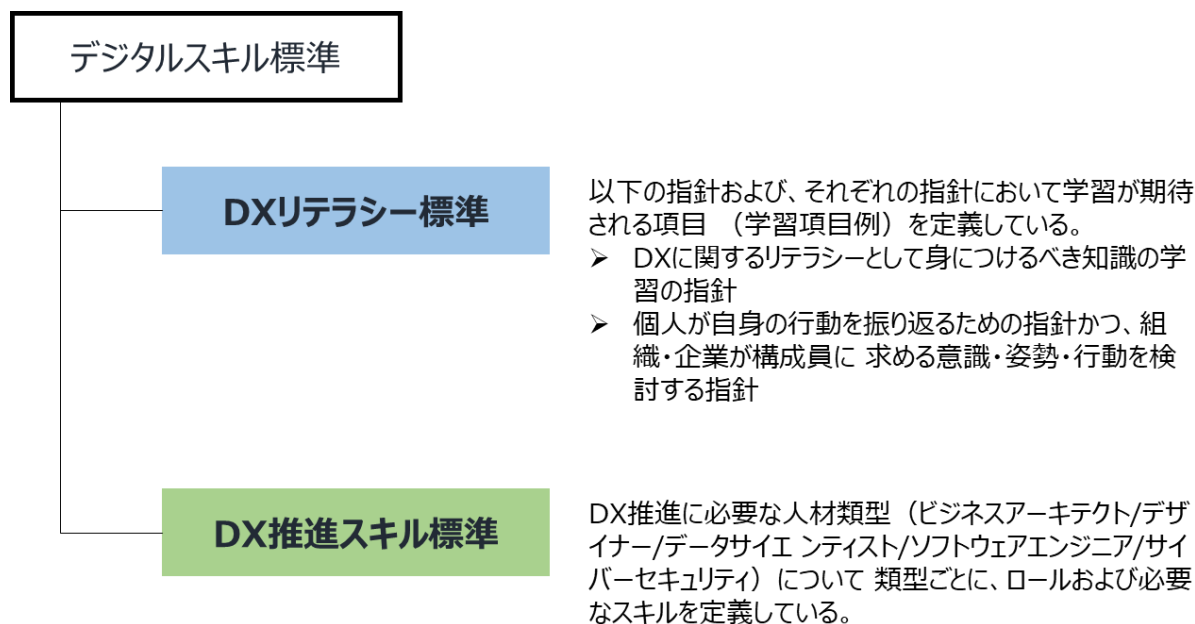 デジタルスキル標準
DXリテラシー標準
以下の指針および、それぞれの指針において学習が期待
される項目 （学習項目例）を定義している。
➢ DXに関するリテラシーとして身につけるべき知識の学
習の指針
➢ 個人が自身の行動を振り返るための指針かつ、組
織・企業が構成員に 求める意識・姿勢・行動を検
討する指針
DX推進スキル標準
DX推進に必要な人材類型（ビジネスアーキテクト/デザ
イナー/データサイエ ンティスト/ソフトウェアエンジニア/サイ
バーセキュリティ）について 類型ごとに、ロールおよび必要
なスキルを定義している。